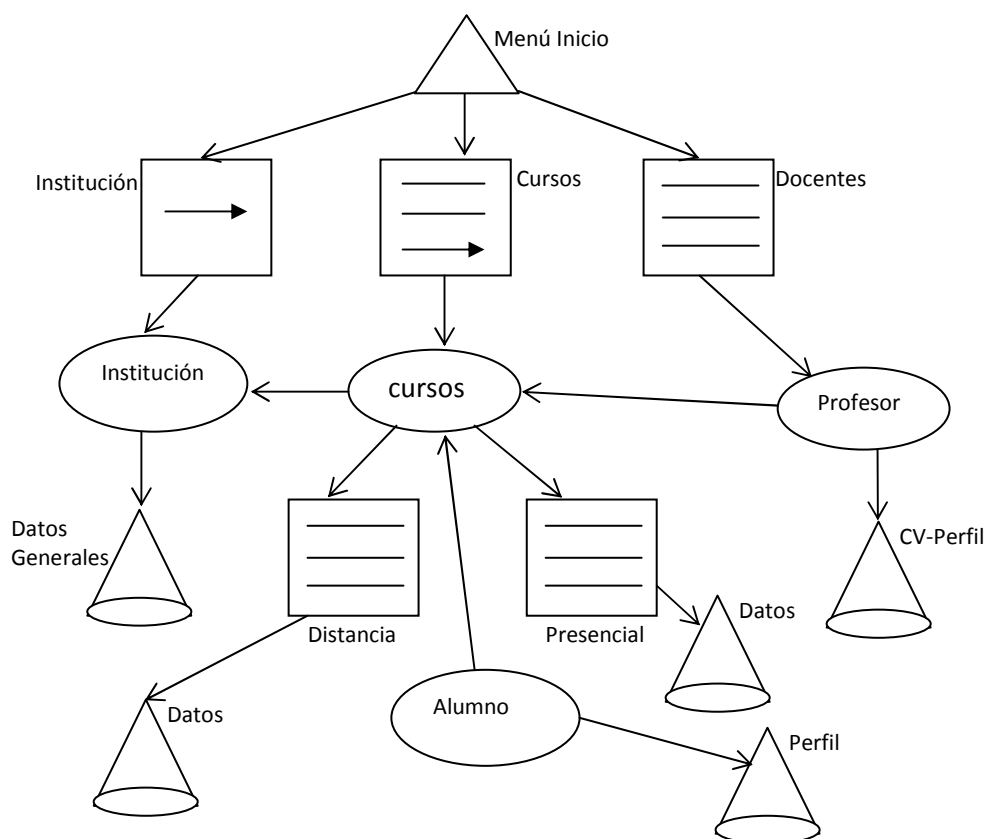 Menú Inicio
Institución
Cursos
Docentes
Institución
cursos
Profesor
Datos
Generales
CV-Perfil
Distancia
Presencial
Datos
Datos
Alumno
Perfil